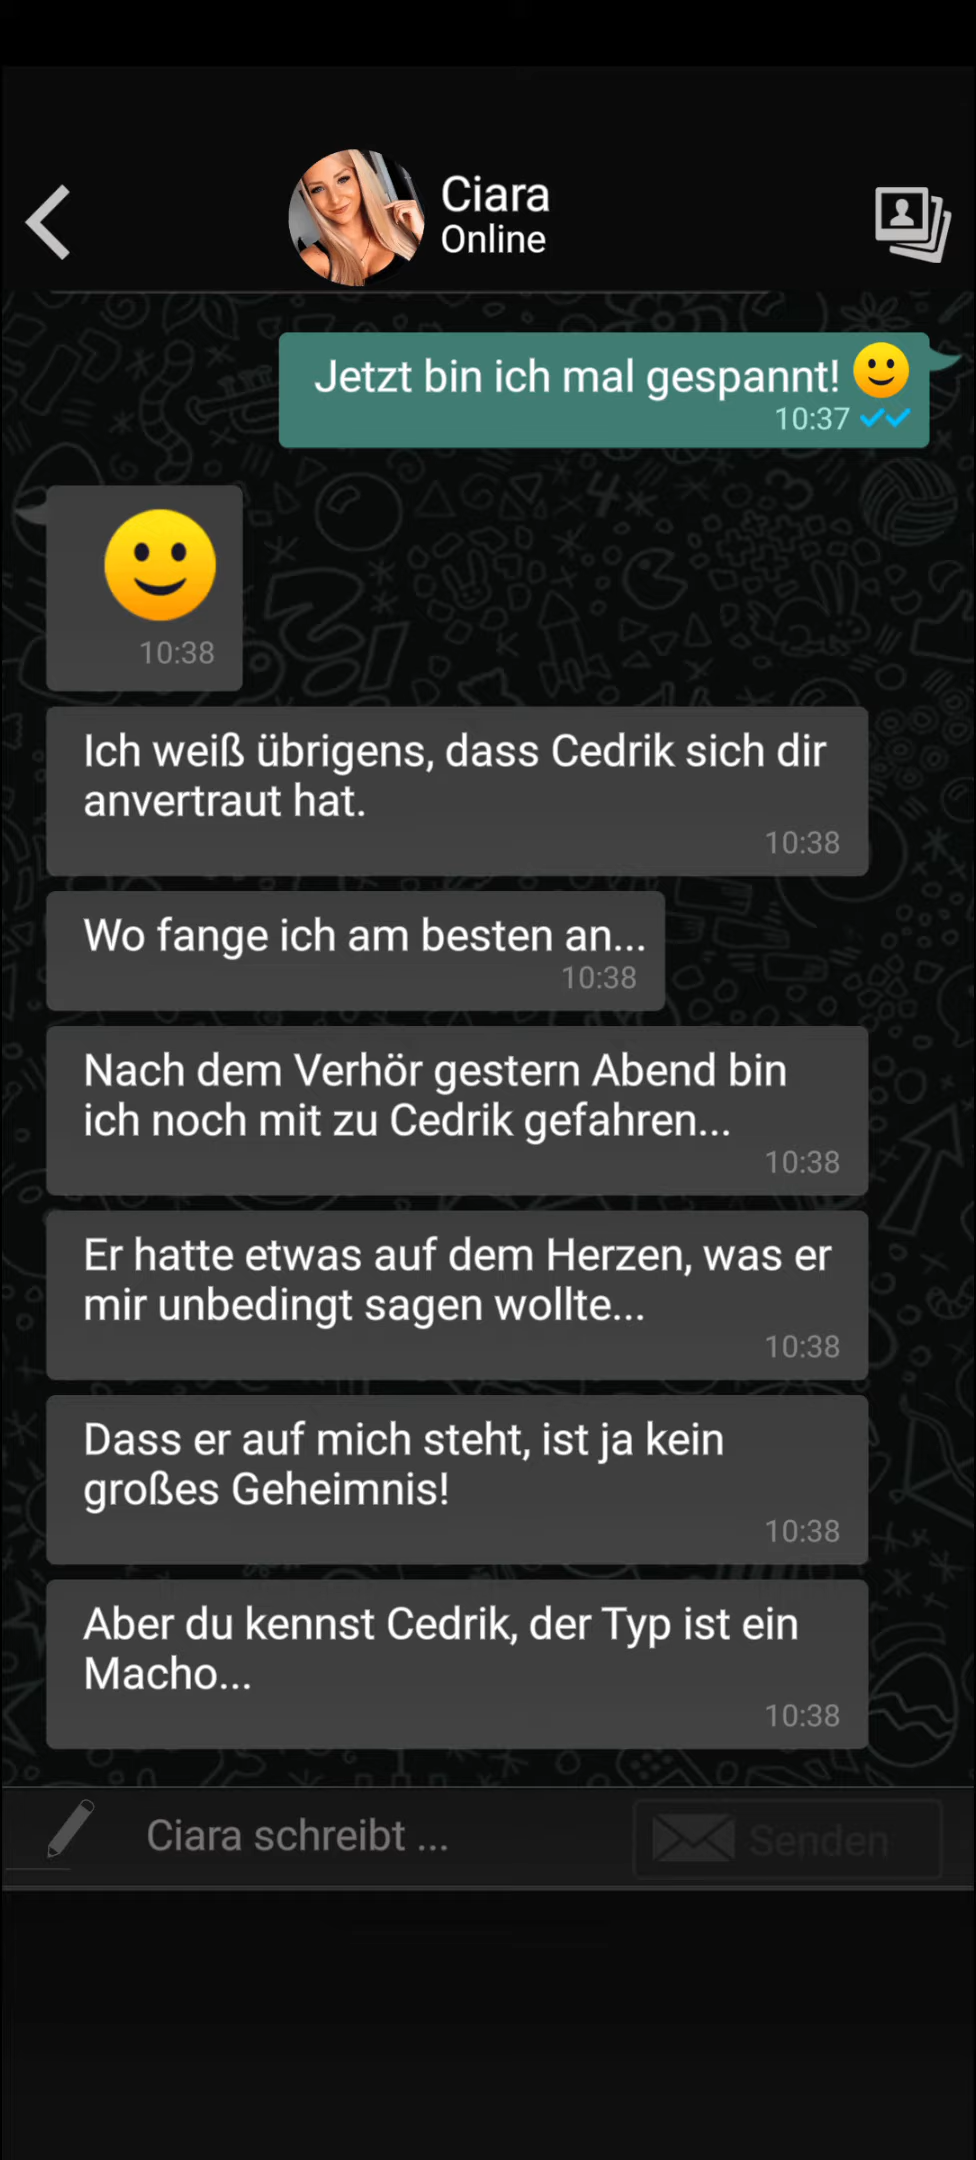 Ciara
Online
Jetzt bin ich mal gespannt! 🙂
10:37
🙂
10:38
Ich weiß übrigens, dass Cedrik sich dir
anvertraut hat.
10:38
Wo fange ich am besten an...
10:38
Nach dem Verhör gestern Abend bin
ich noch mit zu Cedrik gefahren...
10:38
Er hatte etwas auf dem Herzen, was er
mir unbedingt sagen wollte...
10:38
Dass er auf mich steht, ist ja kein
großes Geheimnis!
10:38
Aber du kennst Cedrik, der Typ ist ein
Macho...
10:38
Ciara schreibt ...
Senden